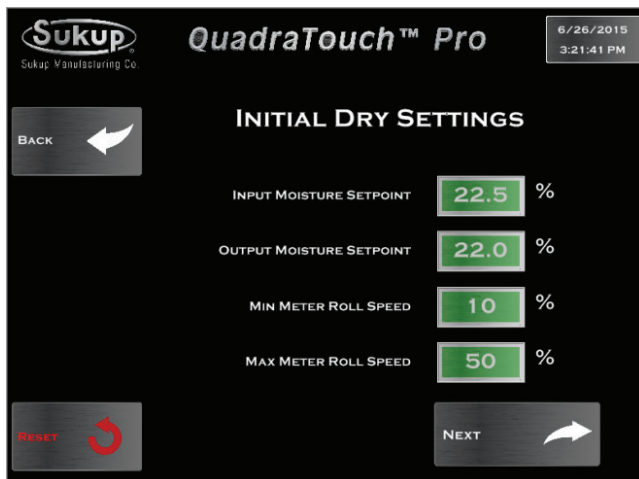 Sukup®
Sukup Manufacturing Co.
QuadraTouch™ Pro
6/26/2015
3:21:41 PM
BACK
INITIAL DRY SETTINGS
INPUT MOISTURE SETPOINT 22.5 %
OUTPUT MOISTURE SETPOINT 22.0 %
MIN METER ROLL SPEED 10 %
MAX METER ROLL SPEED 50 %
RESET
NEXT